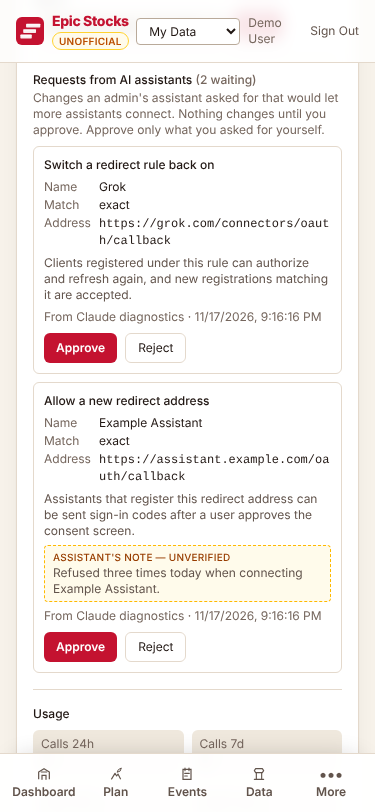 Epic Stocks
UNOFFICIAL
My Data
Demo
User
Sign Out
Requests from AI assistants (2 waiting)
Changes an admin's assistant asked for that would let
more assistants connect. Nothing changes until you
approve. Approve only what you asked for yourself.
Switch a redirect rule back on
Name Grok
Match exact
Address https://grok.com/connectors/oaut
h/callback
Clients registered under this rule can authorize
and refresh again, and new registrations matching
it are accepted.
From Claude diagnostics · 11/17/2026, 9:16:16 PM
Approve Reject
Allow a new redirect address
Name Example Assistant
Match exact
Address https://assistant.example.com/oa
uth/callback
Assistants that register this redirect address can
be sent sign-in codes after a user approves the
consent screen.
ASSISTANT'S NOTE — UNVERIFIED
Refused three times today when connecting
Example Assistant.
From Claude diagnostics · 11/17/2026, 9:16:16 PM
Approve Reject
Usage
Calls 24h Calls 7d
Dashboard Plan Events Data More